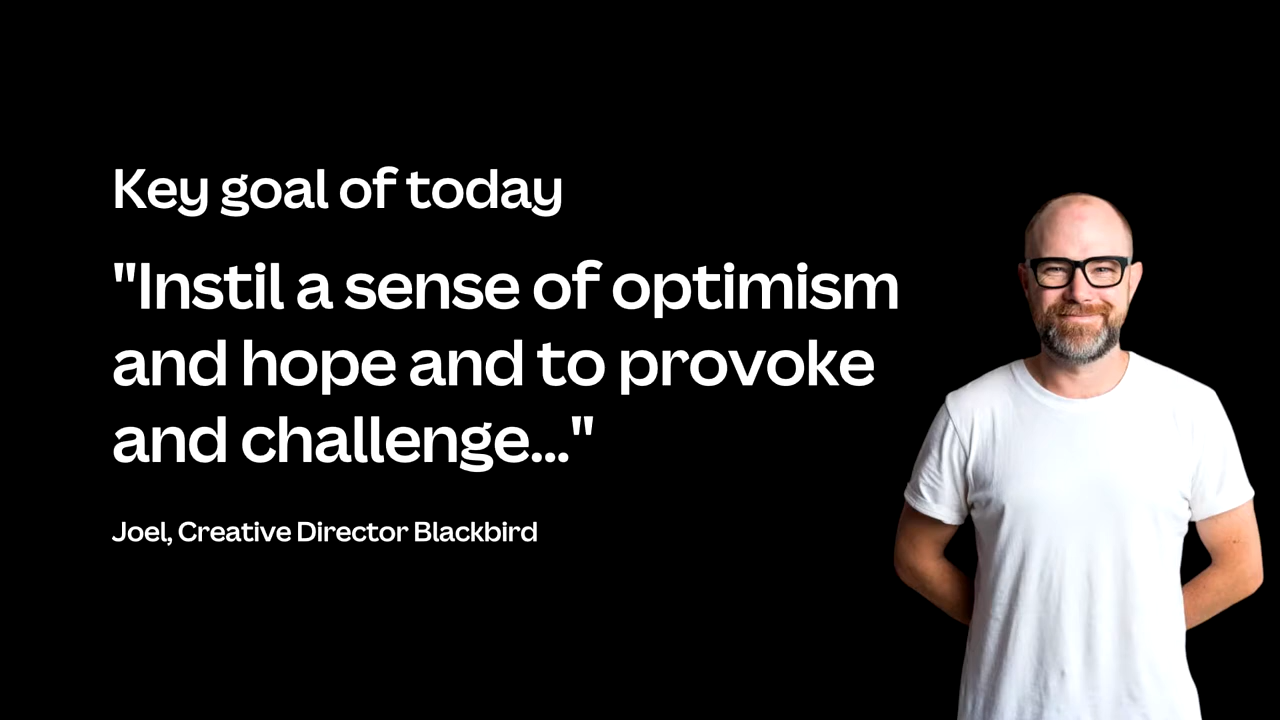 Key goal of today
"Instil a sense of optimism
and hope and to provoke
and challenge..."
Joel, Creative Director Blackbird